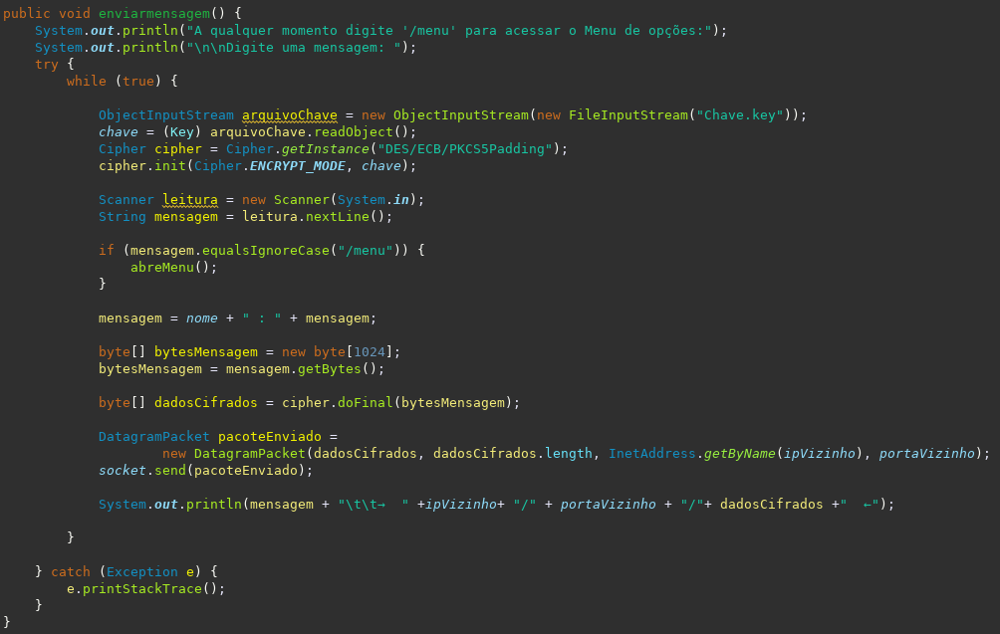 public void enviarmensagem() {
    System.out.println("A qualquer momento digite '/menu' para acessar o Menu de opções:");
    System.out.println("\n\nDigite uma mensagem: ");
    try {
        while (true) {
            ObjectInputStream arquivoChave = new ObjectInputStream(new FileInputStream("Chave.key"));
            chave = (Key) arquivoChave.readObject();
            Cipher cipher = Cipher.getInstance("DES/ECB/PKCS5Padding");
            cipher.init(Cipher.ENCRYPT_MODE, chave);
            Scanner leitura = new Scanner(System.in);
            String mensagem = leitura.nextLine();
            if (mensagem.equalsIgnoreCase("/menu")) {
                abreMenu();
            }
            mensagem = nome + " : " + mensagem;
            byte[] bytesMensagem = new byte[1024];
            bytesMensagem = mensagem.getBytes();
            byte[] dadosCifrados = cipher.doFinal(bytesMensagem);
            DatagramPacket pacoteEnviado =
                    new DatagramPacket(dadosCifrados, dadosCifrados.length, InetAddress.getByName(ipVizinho), portaVizinho);
            socket.send(pacoteEnviado);
            System.out.println(mensagem + "\t\t→  " +ipVizinho+ "/" + portaVizinho + "/"+ dadosCifrados +"  ←");
        }
    } catch (Exception e) {
        e.printStackTrace();
    }
}